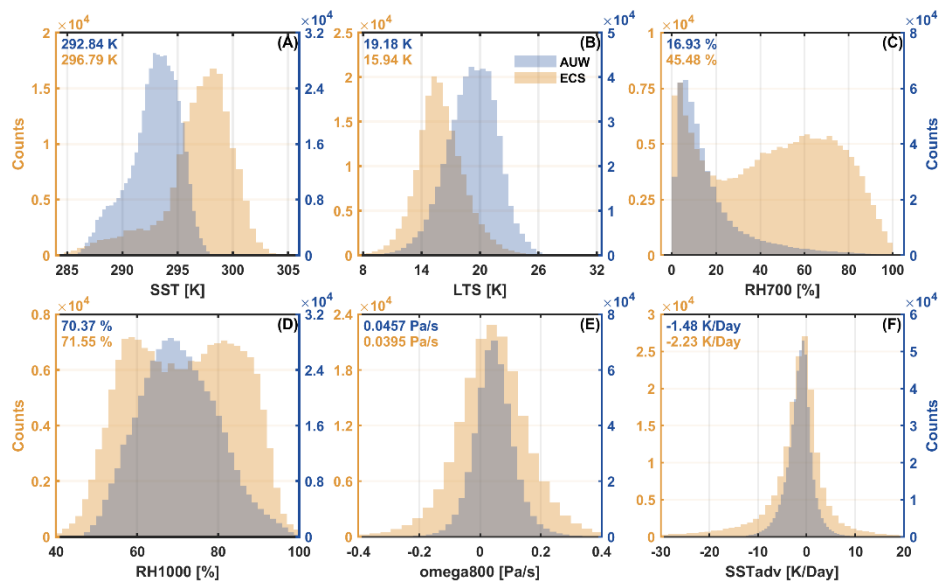 ×10⁴
×10⁴
292.84 K
296.79 K
(A)
2
1.5
1
0.5
0
3.2
2.4
1.6
0.8
0
Counts
285 290 295 300 305
SST [K]
×10⁴
×10⁴
19.18 K
15.94 K
(B)
AUW
ECS
2.5
2
1.5
1
0.5
0
5
4
3
2
1
0
8 14 20 26 32
LTS [K]
×10⁴
×10⁴
16.93 %
45.48 %
(C)
1
0.75
0.5
0.25
0
8
6
4
2
0
Counts
0 20 40 60 80 100
RH700 [%]
×10⁴
×10⁴
70.37 %
71.55 %
(D)
0.8
0.6
0.4
0.2
0
3.2
2.4
1.6
0.8
0
Counts
40 60 80 100
RH1000 [%]
×10⁴
×10⁴
0.0457 Pa/s
0.0395 Pa/s
(E)
2.4
1.8
1.2
0.6
0
8
6
4
2
0
-0.4 -0.2 0 0.2 0.4
omega800 [Pa/s]
×10⁴
×10⁴
-1.48 K/Day
-2.23 K/Day
(F)
3
2.5
2
1.5
1
0.5
0
6
5
4
3
2
1
0
Counts
-30 -20 -10 0 10 20
SSTadv [K/Day]